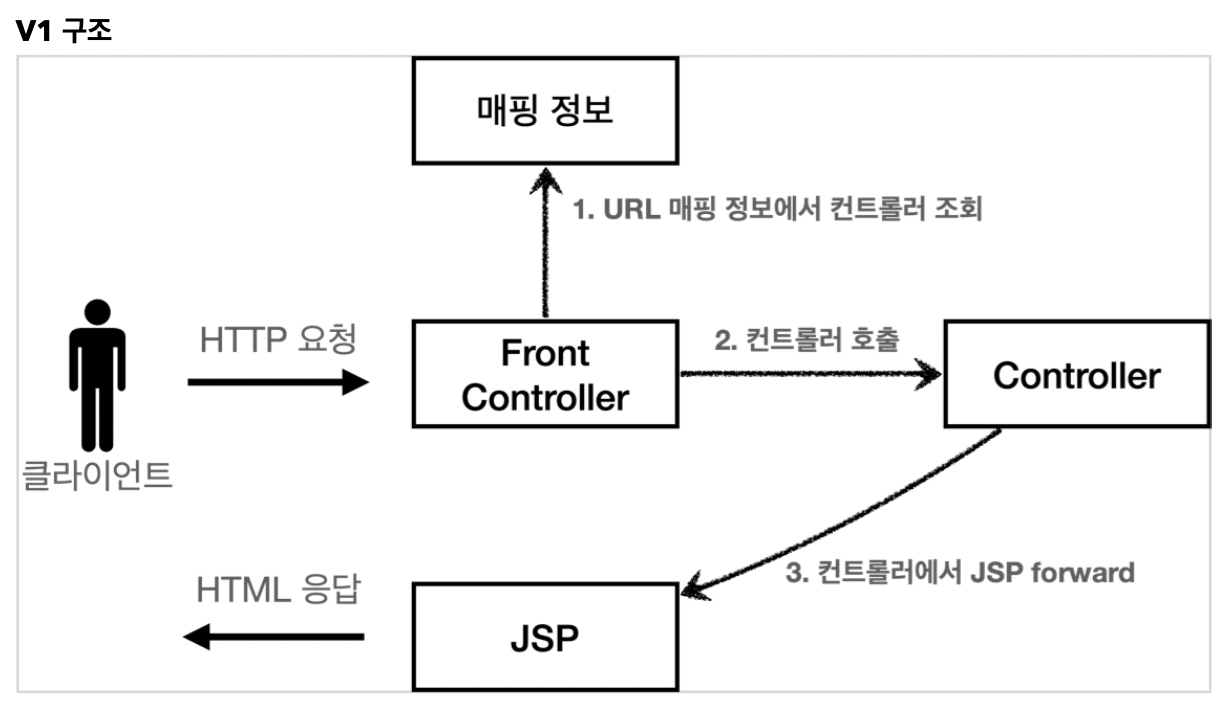 V1 구조
매핑 정보
1. URL 매핑 정보에서 컨트롤러 조회
HTTP 요청
Front
Controller
2. 컨트롤러 호출
Controller
클라이언트
3. 컨트롤러에서 JSP forward
HTML 응답
JSP